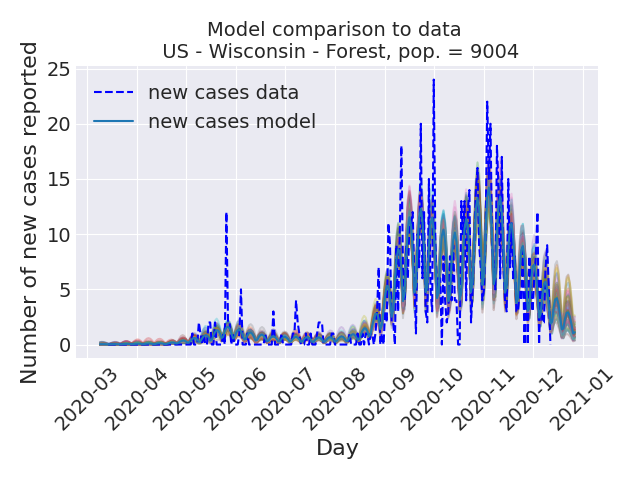 Model comparison to data
US - Wisconsin - Forest, pop. = 9004
Number of new cases reported
25
20
15
10
5
0
new cases data
new cases model
2020-03
2020-04
2020-05
2020-06
2020-07
2020-08
2020-09
2020-10
2020-11
2020-12
2021-01
Day